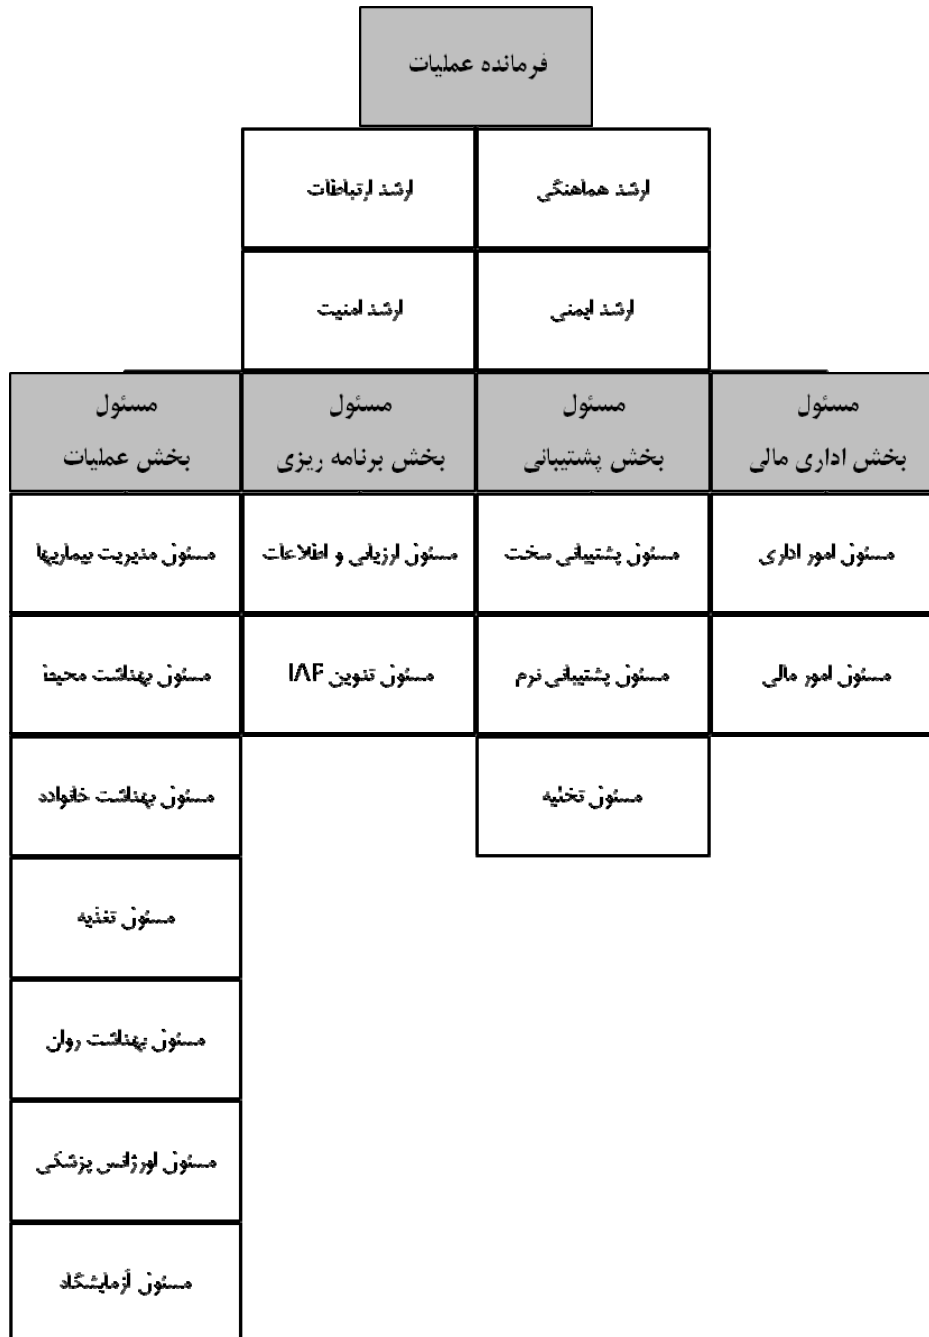 فرمانده عملیات
ارشد هماهنگی
ارشد ارتباطات
ارشد ایمنی
ارشد امنیت
مسئول
بخش اداری مالی
مسئول
بخش پشتیبانی
مسئول
بخش برنامه ریزی
مسئول
بخش عملیات
مسئول امور اداری
مسئول پشتیبانی سخت
مسئول ارزیابی و اطلاعات
مسئول مدیریت بیماریها
مسئول امور مالی
مسئول پشتیبانی نرم
مسئول تدوین IAP
مسئول بهداشت محیط
مسئول تخلیه
مسئول بهداشت خانواده
مسئول تغذیه
مسئول بهداشت روان
مسئول اورژانس پزشکی
مسئول آزمایشگاه